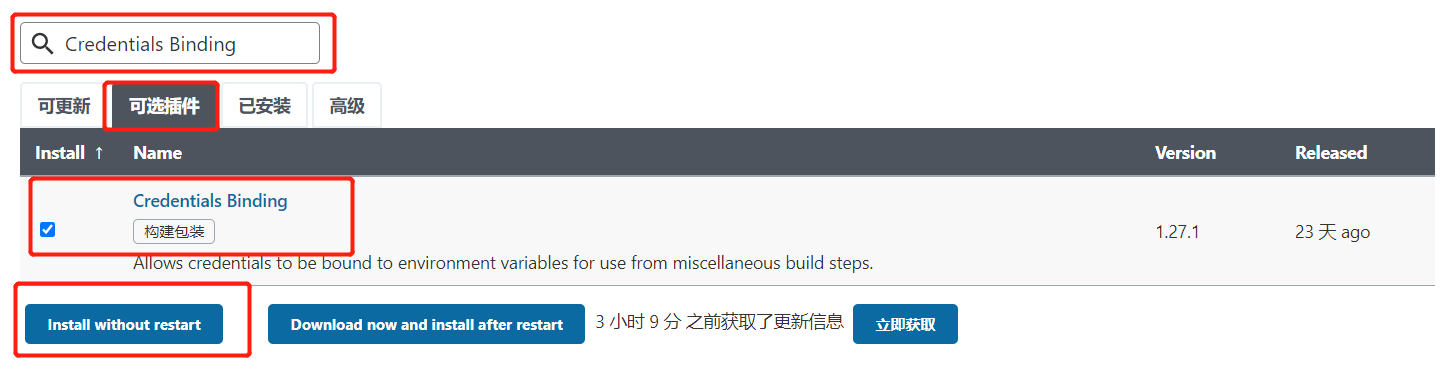 Credentials Binding
可更新 可选插件 已安装 高级
Install ↑ Name Version Released
Credentials Binding
构建包装 1.27.1 23 天 ago
Allows credentials to be bound to environment variables for use from miscellaneous build steps.
Install without restart Download now and install after restart 3 小时 9 分 之前获取了更新信息 立即获取